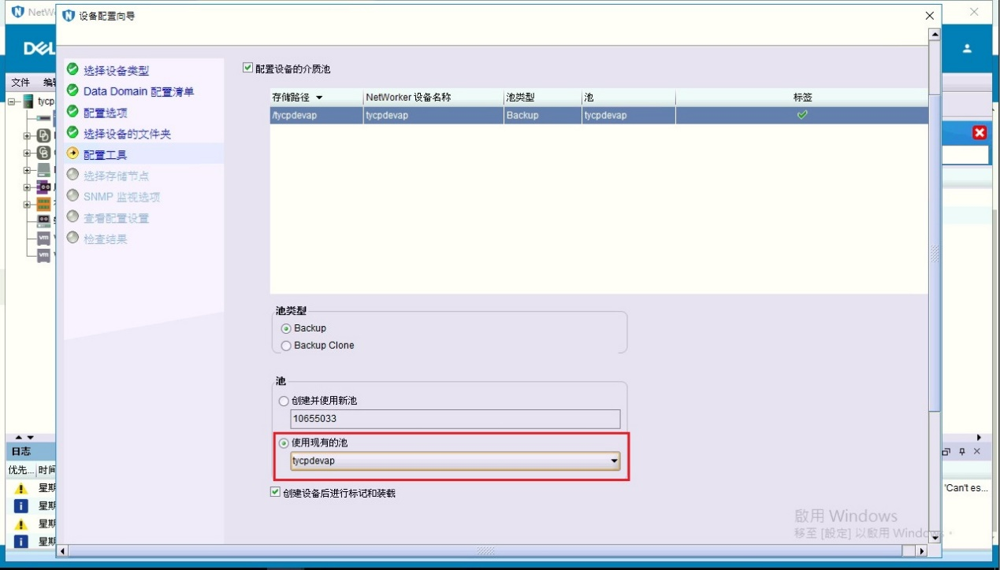 NetW
设备配置向导
DELL
文件 编辑
选择设备类型
Data Domain 配置清单
配置选项
选择设备的文件夹
配置工具
选择存储节点
SNMP 监视选项
查看配置设置
检查结果
tycp
配置设备的介质池
存储路径 NetWorker 设备名称 池类型 池 标签
/tycpdevap tycpdevap Backup tycpdevap
池类型
Backup
Backup Clone
池
创建并使用新池
10655033
使用现有的池
tycpdevap
创建设备后进行标记和装载
日志
优先... 时间
星期
星期
星期
星期
'Can't es...
啟用 Windows
移至 [設定] 以啟用 Windows。